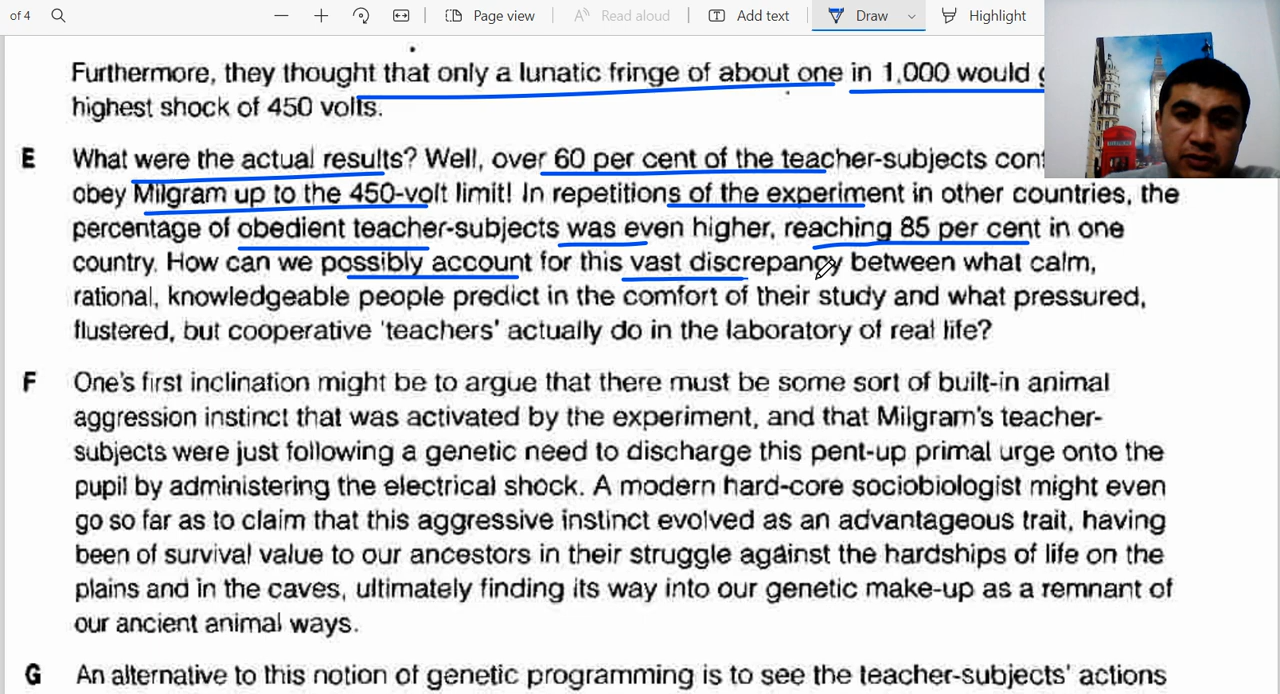 of 4
Page view
Read aloud
Add text
Draw
Highlight
Furthermore, they thought that only a lunatic fringe of about one in 1,000 would
highest shock of 450 volts.
E What were the actual results? Well, over 60 per cent of the teacher-subjects
obey Milgram up to the 450-volt limit! In repetitions of the experiment in other countries, the
percentage of obedient teacher-subjects was even higher, reaching 85 per cent in one
country. How can we possibly account for this vast discrepancy between what calm,
rational, knowledgeable people predict in the comfort of their study and what pressured,
flustered, but cooperative 'teachers' actually do in the laboratory of real life?
F One's first inclination might be to argue that there must be some sort of built-in animal
aggression instinct that was activated by the experiment, and that Milgram's teacher-
subjects were just following a genetic need to discharge this pent-up primal urge onto the
pupil by administering the electrical shock. A modern hard-core sociobiologist might even
go so far as to claim that this aggressive instinct evolved as an advantageous trait, having
been of survival value to our ancestors in their struggle against the hardships of life on the
plains and in the caves, ultimately finding its way into our genetic make-up as a remnant of
our ancient animal ways.
G An alternative to this notion of genetic programming is to see the teacher-subjects' actions